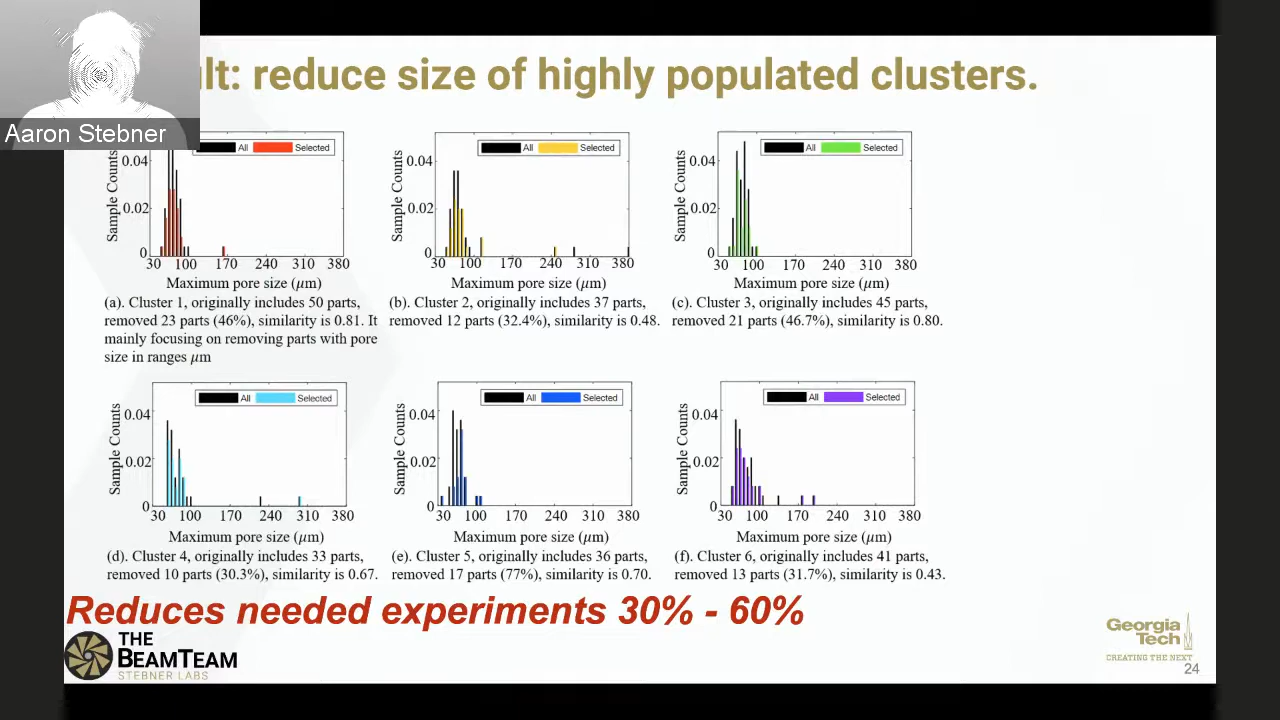 Aaron Stebner
lt: reduce size of highly populated clusters.
All Selected
Sample Counts
0.04
0.02
0
30 100 170 240 310 380
Maximum pore size (μm)
(a). Cluster 1, originally includes 50 parts,
removed 23 parts (46%), similarity is 0.81. It
mainly focusing on removing parts with pore
size in ranges μm
All Selected
Sample Counts
0.04
0.02
0
30 100 170 240 310 380
Maximum pore size (μm)
(b). Cluster 2, originally includes 37 parts,
removed 12 parts (32.4%), similarity is 0.48.
All Selected
Sample Counts
0.04
0.02
0
30 100 170 240 310 380
Maximum pore size (μm)
(c). Cluster 3, originally includes 45 parts,
removed 21 parts (46.7%), similarity is 0.80.
All Selected
Sample Counts
0.04
0.02
0
30 100 170 240 310 380
Maximum pore size (μm)
(d). Cluster 4, originally includes 33 parts,
removed 10 parts (30.3%), similarity is 0.67.
All Selected
Sample Counts
0.04
0.02
0
30 100 170 240 310 380
Maximum pore size (μm)
(e). Cluster 5, originally includes 36 parts,
removed 17 parts (77%), similarity is 0.70.
All Selected
Sample Counts
0.04
0.02
0
30 100 170 240 310 380
Maximum pore size (μm)
(f). Cluster 6, originally includes 41 parts,
removed 13 parts (31.7%), similarity is 0.43.
Reduces needed experiments 30% - 60%
THE
BEAMTEAM
STEBNER LABS
Georgia
Tech
CREATING THE NEXT
24